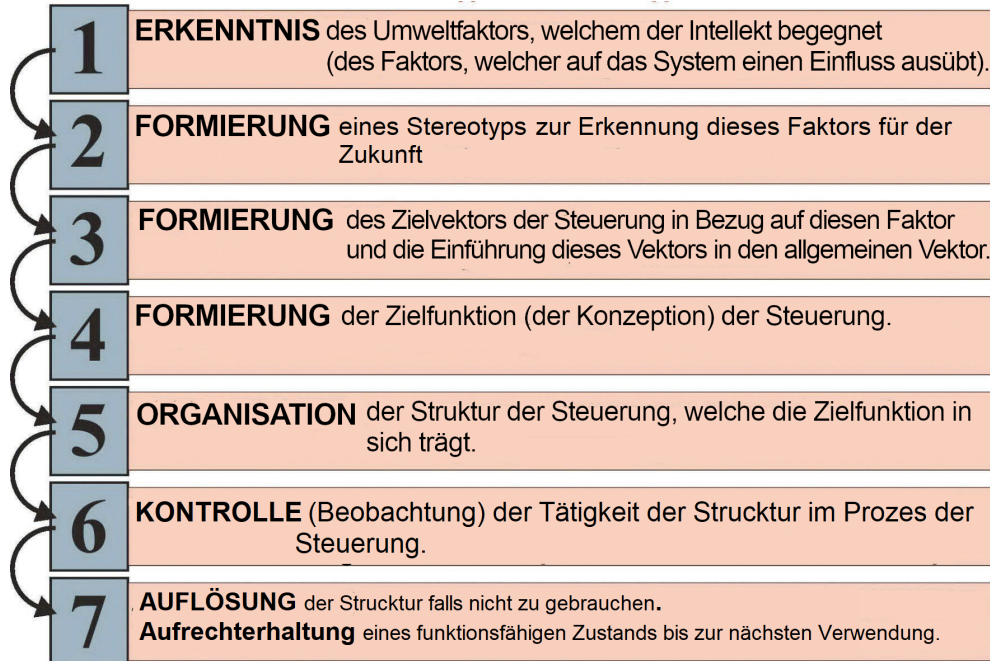 1
ERKENNTNIS des Umweltfaktors, welchem der Intellekt begegnet
(des Faktors, welcher auf das System einen Einfluss ausübt).
2
FORMIERUNG eines Stereotyps zur Erkennung dieses Faktors für der
Zukunft
3
FORMIERUNG des Zielvektors der Steuerung in Bezug auf diesen Faktor
und die Einführung dieses Vektors in den allgemeinen Vektor.
4
FORMIERUNG der Zielfunktion (der Konzeption) der Steuerung.
5
ORGANISATION der Struktur der Steuerung, welche die Zielfunktion in
sich trägt.
6
KONTROLLE (Beobachtung) der Tätigkeit der Strucktur im Prozes der
Steuerung.
7
AUFLÖSUNG der Strucktur falls nicht zu gebrauchen.
Aufrechterhaltung eines funktionsfähigen Zustands bis zur nächsten Verwendung.